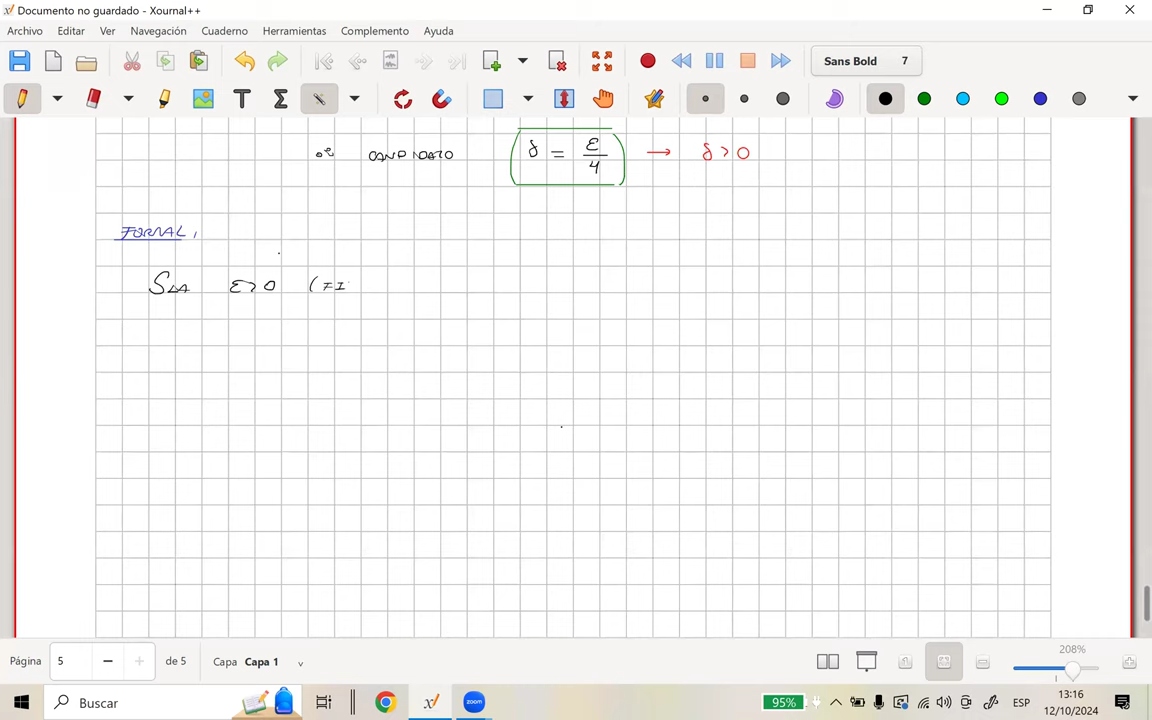 Documento no guardado - Xournal++
Archivo Editar Ver Navegación Cuaderno Herramientas Complemento Ayuda
Sans Bold 7
∴ CANDIDATO δ = ε/4 → δ > 0
FORMAL,
SEA ε>0 (FI
Página 5 de 5 Capa Capa 1
208%
Buscar
95% ESP 13:16
12/10/2024